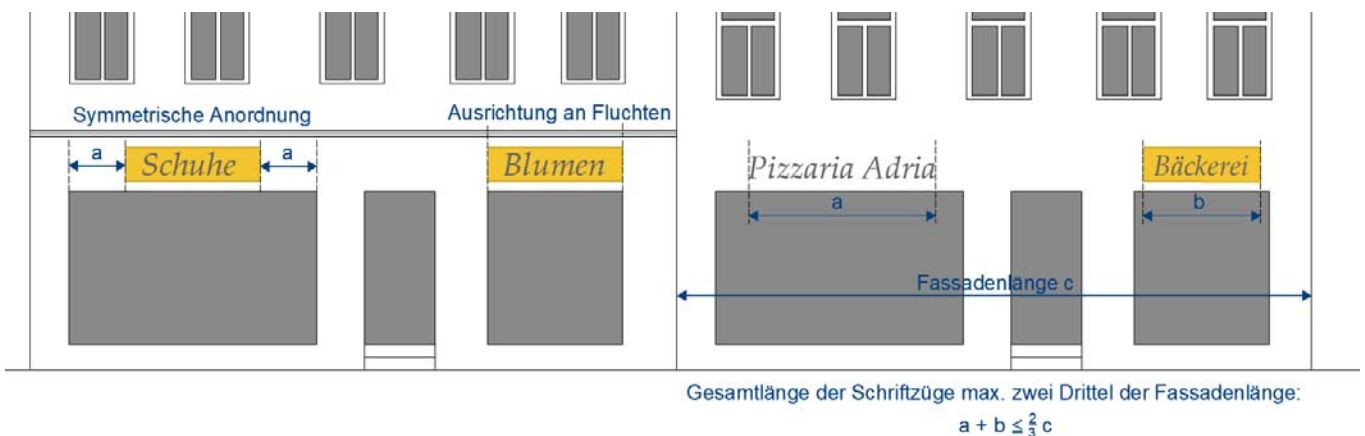 Symmetrische Anordnung
Ausrichtung an Fluchten
a
Schuhe
a
Blumen
Pizzaria Adria
Bäckerei
a
b
Fassadenlänge c
Gesamtlänge der Schriftzüge max. zwei Drittel der Fassadenlänge:
a + b ≤ 2/3 c